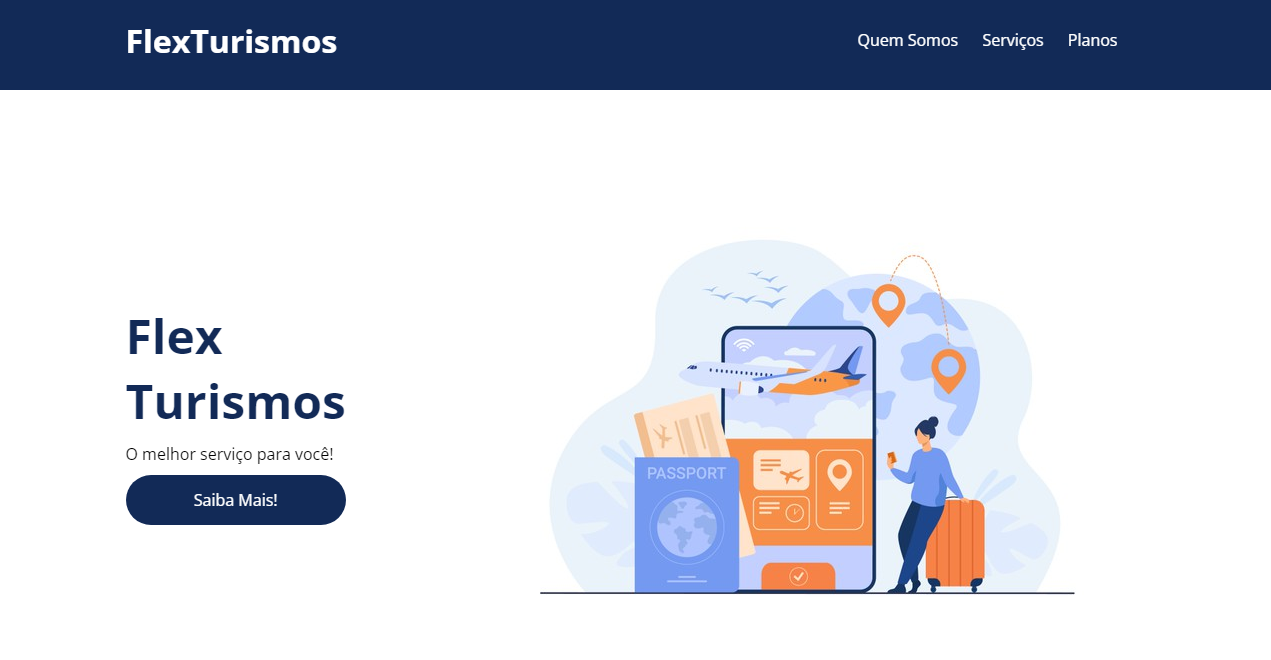 FlexTurismos
Quem Somos Serviços Planos
Flex
Turismos
O melhor serviço para você!
Saiba Mais!
PASSPORT